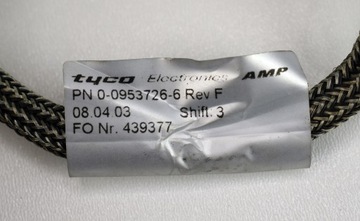 tyco Electronics AMP
PN 0-0953726-6 Rev F
08.04.03 Shift. 3
FO Nr. 439377